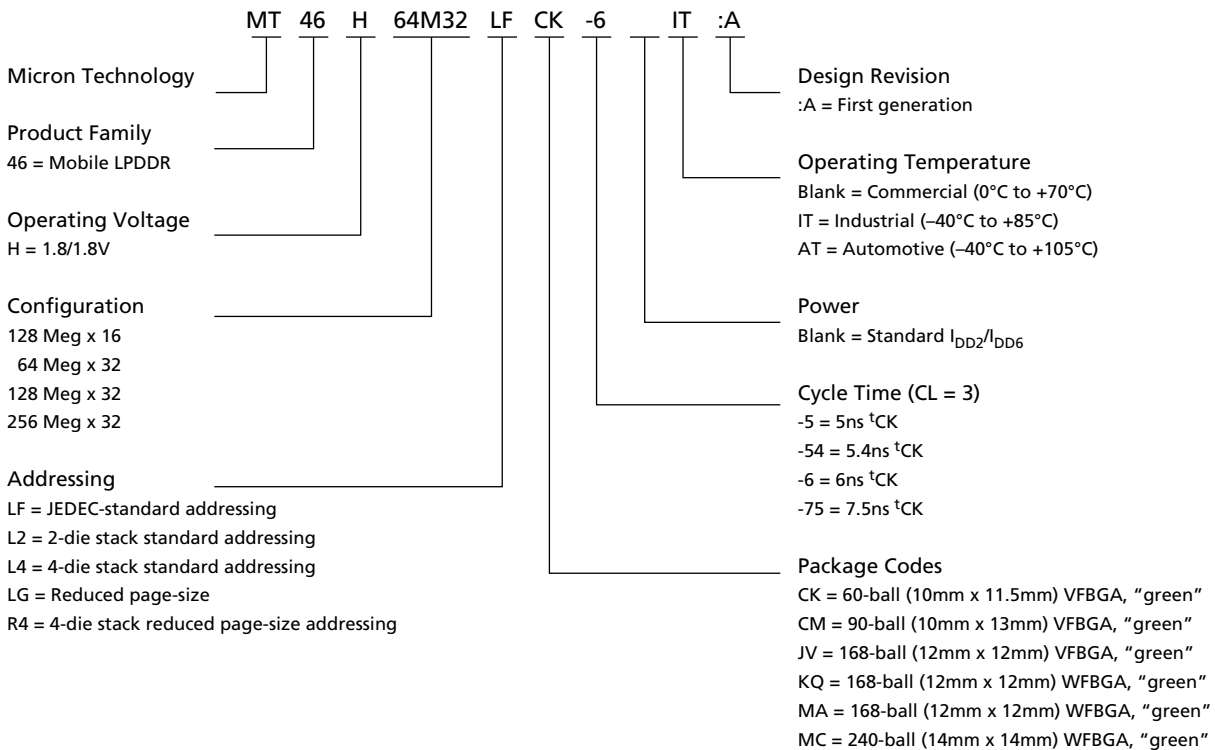 MT 46 H 64M32 LF CK -6 IT :A
Micron Technology
Product Family
46 = Mobile LPDDR
Operating Voltage
H = 1.8/1.8V
Configuration
128 Meg x 16
64 Meg x 32
128 Meg x 32
256 Meg x 32
Addressing
LF = JEDEC-standard addressing
L2 = 2-die stack standard addressing
L4 = 4-die stack standard addressing
LG = Reduced page-size
R4 = 4-die stack reduced page-size addressing
Design Revision
:A = First generation
Operating Temperature
Blank = Commercial (0°C to +70°C)
IT = Industrial (–40°C to +85°C)
AT = Automotive (–40°C to +105°C)
Power
Blank = Standard IDD2/IDD6
Cycle Time (CL = 3)
-5 = 5ns tCK
-54 = 5.4ns tCK
-6 = 6ns tCK
-75 = 7.5ns tCK
Package Codes
CK = 60-ball (10mm x 11.5mm) VFBGA, “green”
CM = 90-ball (10mm x 13mm) VFBGA, “green”
JV = 168-ball (12mm x 12mm) VFBGA, “green”
KQ = 168-ball (12mm x 12mm) WFBGA, “green”
MA = 168-ball (12mm x 12mm) WFBGA, “green”
MC = 240-ball (14mm x 14mm) WFBGA, “green”